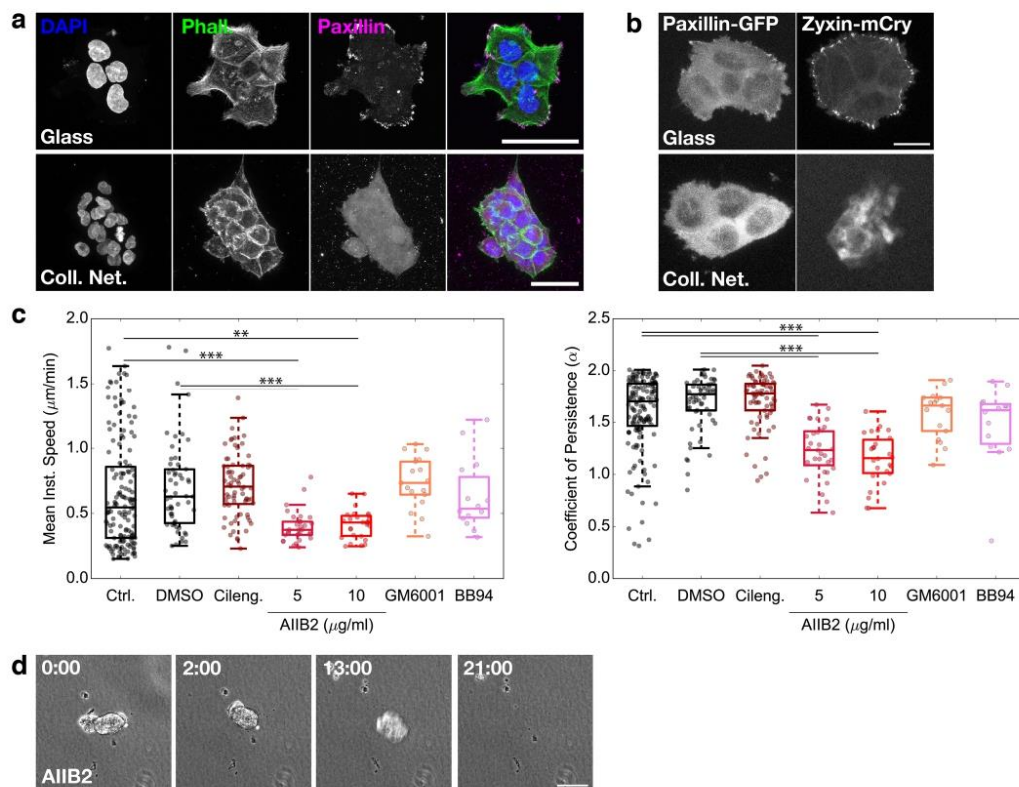 a
DAPI
Phall
Paxillin
Glass
Coll. Net.
b
Paxillin-GFP
Zyxin-mCry
Glass
Coll. Net.
c
Mean Inst. Speed (μm/min)
2.0
1.5
1.0
0.5
0.0
**
***
***
Ctrl.
DMSO
Cileng.
5
10
GM6001
BB94
AIIB2 (μg/ml)
Coefficient of Persistence (α)
2.5
2.0
1.5
1.0
0.5
0.0
***
***
Ctrl.
DMSO
Cileng.
5
10
GM6001
BB94
AIIB2 (μg/ml)
d
0:00
2:00
13:00
21:00
AIIB2